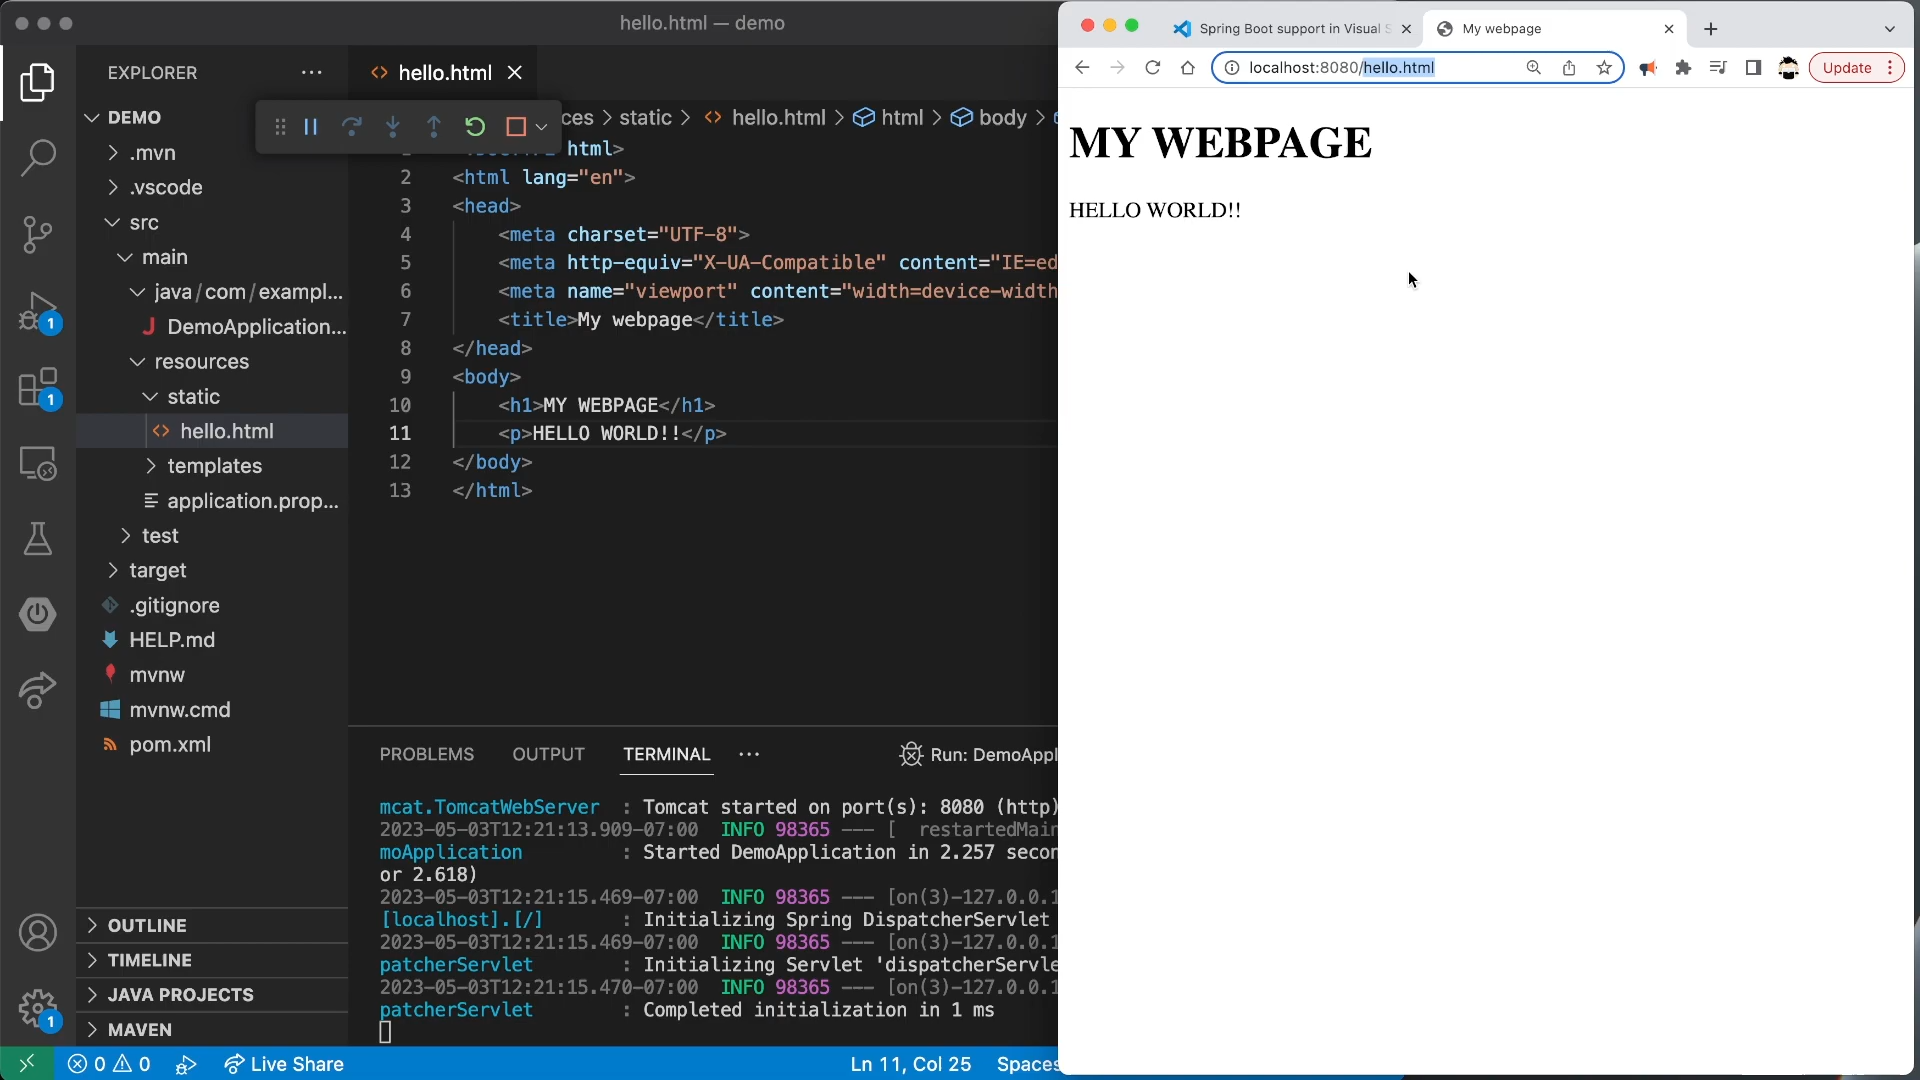 hello.html — demo
EXPLORER
DEMO
.mvn
.vscode
src
main
java/com/exampl...
DemoApplication...
resources
static
hello.html
templates
application.prop...
test
target
.gitignore
HELP.md
mvnw
mvnw.cmd
pom.xml
OUTLINE
TIMELINE
JAVA PROJECTS
MAVEN
1
1
1
hello.html
ces > static > hello.html > html > body >
html>
2 <html lang="en">
3 <head>
4 <meta charset="UTF-8">
5 <meta http-equiv="X-UA-Compatible" content="IE=ed
6 <meta name="viewport" content="width=device-width
7 <title>My webpage</title>
8 </head>
9 <body>
10 <h1>MY WEBPAGE</h1>
11 <p>HELLO WORLD!!</p>
12 </body>
13 </html>
PROBLEMS OUTPUT TERMINAL ··· Run: DemoAppl
mcat.TomcatWebServer : Tomcat started on port(s): 8080 (http)
2023-05-03T12:21:13.909-07:00 INFO 98365 --- [ restartedMain
moApplication : Started DemoApplication in 2.257 secon
or 2.618)
2023-05-03T12:21:15.469-07:00 INFO 98365 --- [on(3)-127.0.0.1
[localhost].[/] : Initializing Spring DispatcherServlet
2023-05-03T12:21:15.469-07:00 INFO 98365 --- [on(3)-127.0.0.1
patcherServlet : Initializing Servlet 'dispatcherServle
2023-05-03T12:21:15.470-07:00 INFO 98365 --- [on(3)-127.0.0.1
patcherServlet : Completed initialization in 1 ms
0 0 Live Share Ln 11, Col 25 Spaces
Spring Boot support in Visual S
My webpage
localhost:8080/hello.html
Update
MY WEBPAGE
HELLO WORLD!!